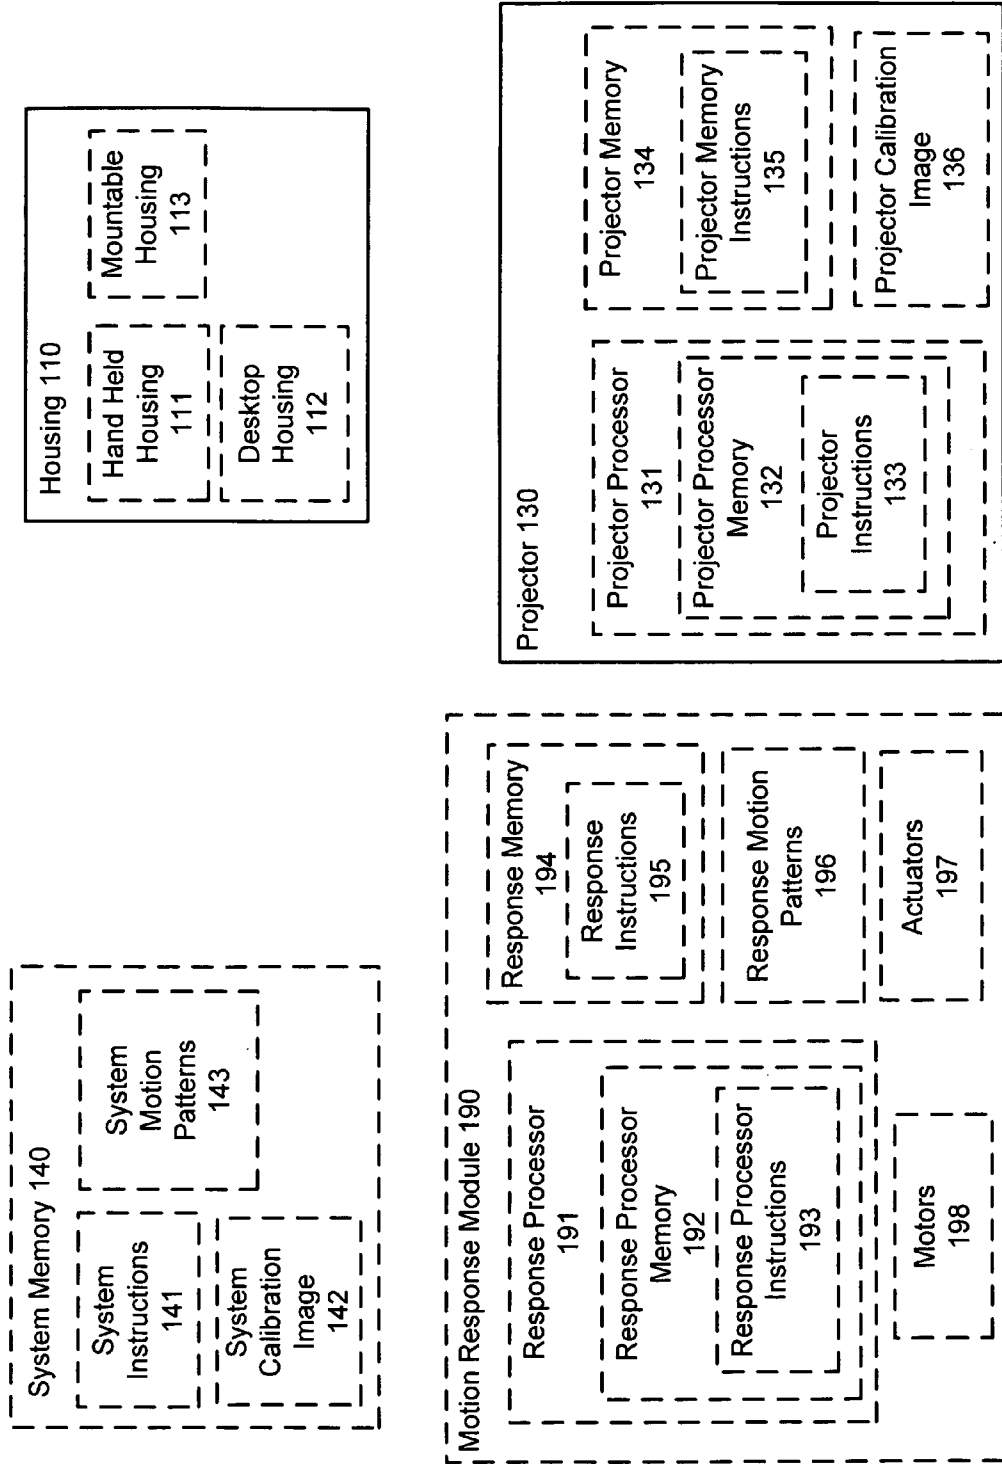 System Memory 140
System
Instructions
141
System
Calibration
Image
142
System
Motion
Patterns
143
Housing 110
Hand Held
Housing
111
Desktop
Housing
112
Mountable
Housing
113
Motion Response Module 190
Response Processor
191
Response Processor
Memory
192
Response Processor
Instructions
193
Motors
198
Response Memory
194
Response
Instructions
195
Response Motion
Patterns
196
Actuators
197
Projector 130
Projector Processor
131
Projector Processor
Memory
132
Projector
Instructions
133
Projector Memory
134
Projector Memory
Instructions
135
Projector Calibration
Image
136